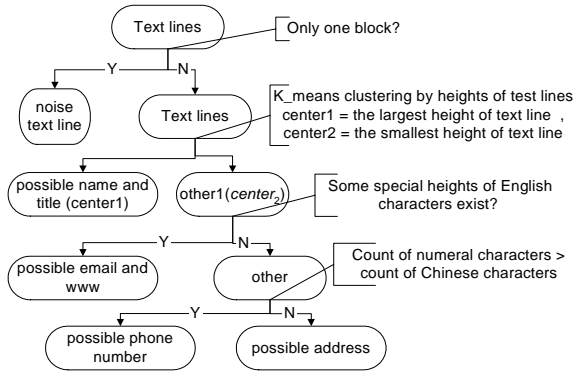 Text lines
Only one block?
Y
N
noise
text line
Text lines
K_means clustering by heights of test lines
center1 = the largest height of text line ,
center2 = the smallest height of text line
possible name and
title (center1)
other1(center2)
Some special heights of English
characters exist?
Y
N
possible email and
www
other
Count of numeral characters >
count of Chinese characters
Y
N
possible phone
number
possible address